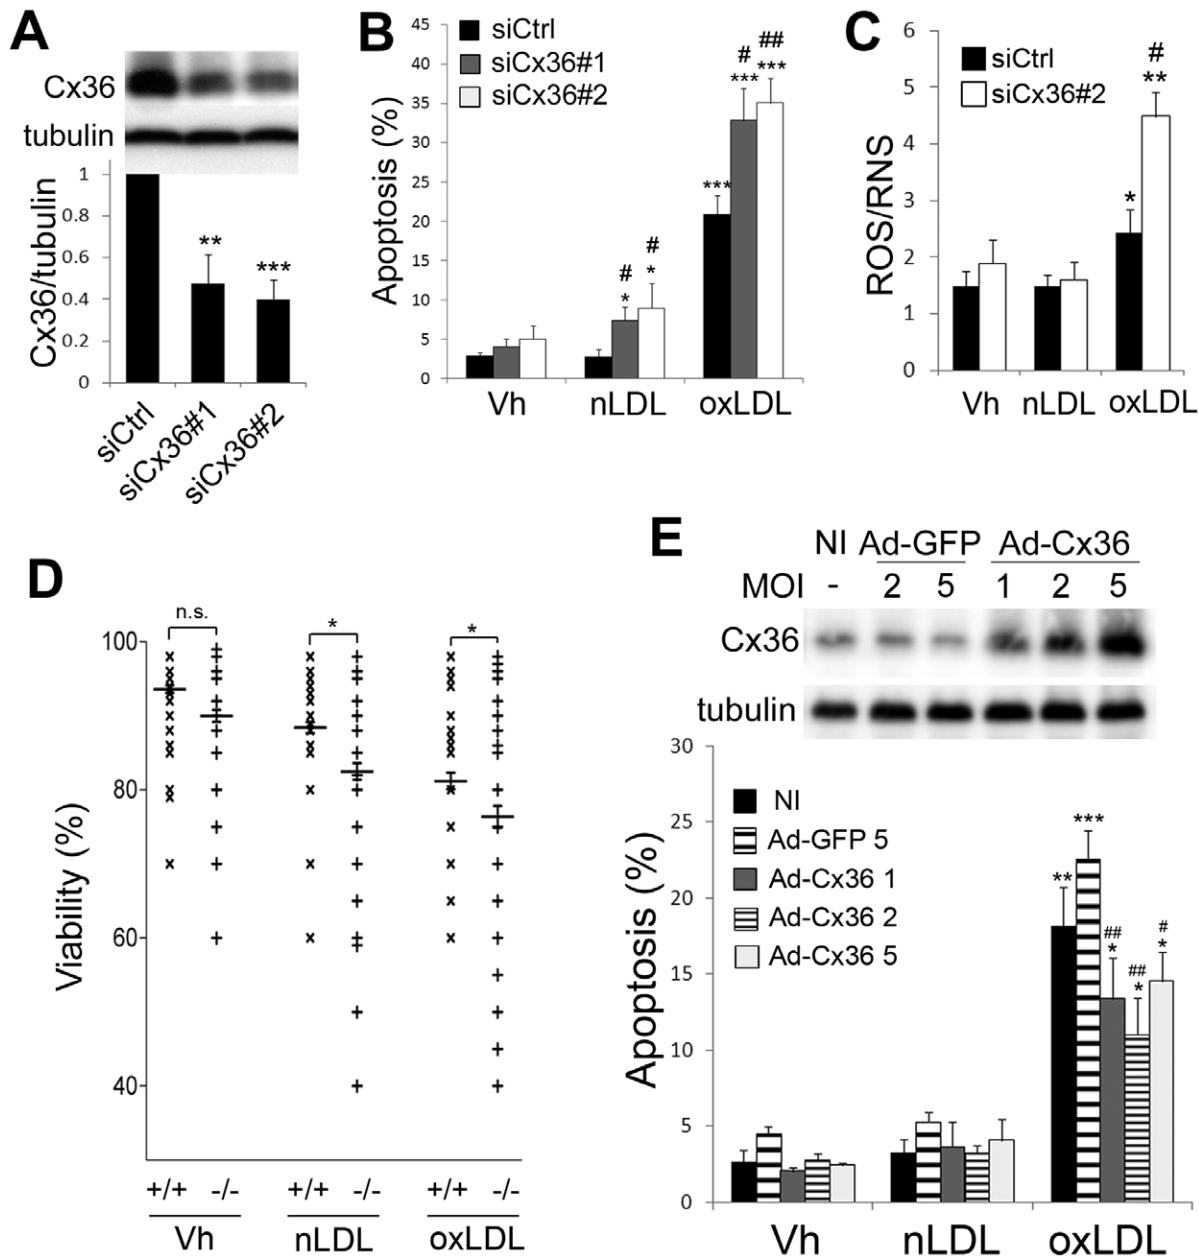 A
Cx36
tubulin
Cx36/tubulin
1
0.8
0.6
0.4
0.2
0
**
***
siCtrl
siCx36#1
siCx36#2
B
siCtrl
siCx36#1
siCx36#2
Apoptosis (%)
45
40
35
30
25
20
15
10
5
0
#
*
#
*
***
#
***
##
***
Vh nLDL oxLDL
C
siCtrl
siCx36#2
ROS/RNS
6
5
4
3
2
1
0
*
#
**
Vh nLDL oxLDL
D
n.s.
*
*
Viability (%)
100
80
60
40
+/+ -/- +/+ -/- +/+ -/-
Vh nLDL oxLDL
E
NI Ad-GFP Ad-Cx36
MOI - 2 5 1 2 5
Cx36
tubulin
Apoptosis (%)
30
25
20
15
10
5
0
NI
Ad-GFP 5
Ad-Cx36 1
Ad-Cx36 2
Ad-Cx36 5
**
***
##
*
##
*
#
*
Vh nLDL oxLDL